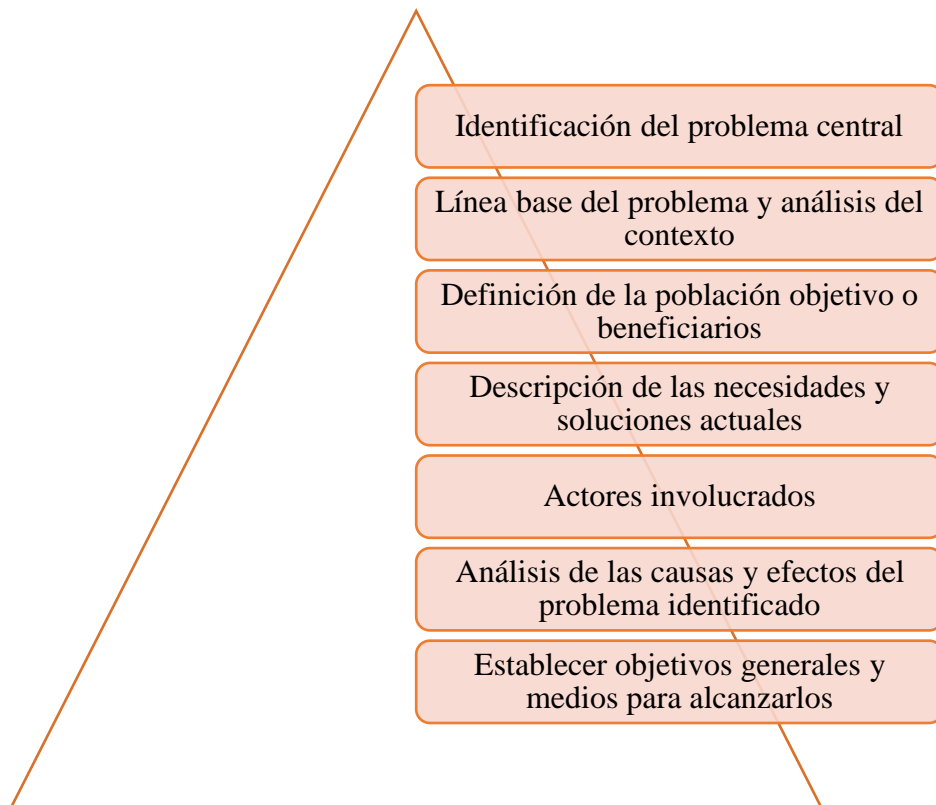 Identificación del problema central
Línea base del problema y análisis del
contexto
Definición de la población objetivo o
beneficiarios
Descripción de las necesidades y
soluciones actuales
Actores involucrados
Análisis de las causas y efectos del
problema identificado
Establecer objetivos generales y
medios para alcanzarlos